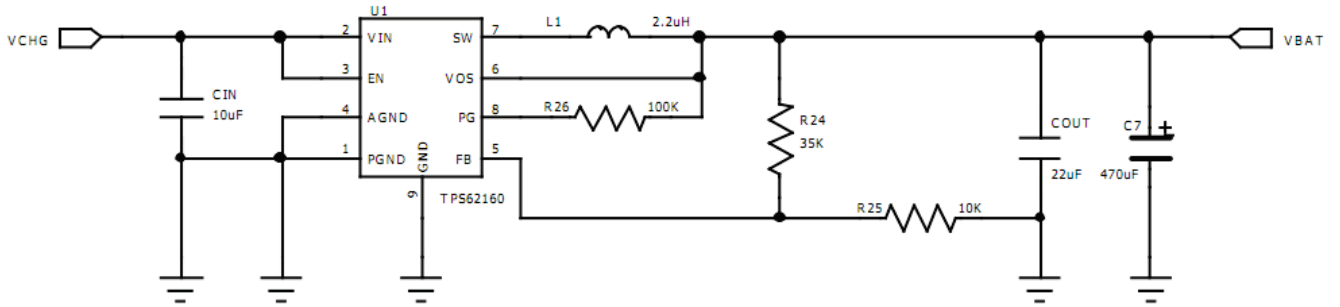 U1
L1 2.2uH
VCHG 2 VIN SW 7 VBAT
3 EN VOS 6
CIN
10uF
4 AGND PG 8 R26 100K
R24
35K
COUT
22uF
C7 +
470uF
1 PGND GND FB 5
9
TPS62160
R25 10K